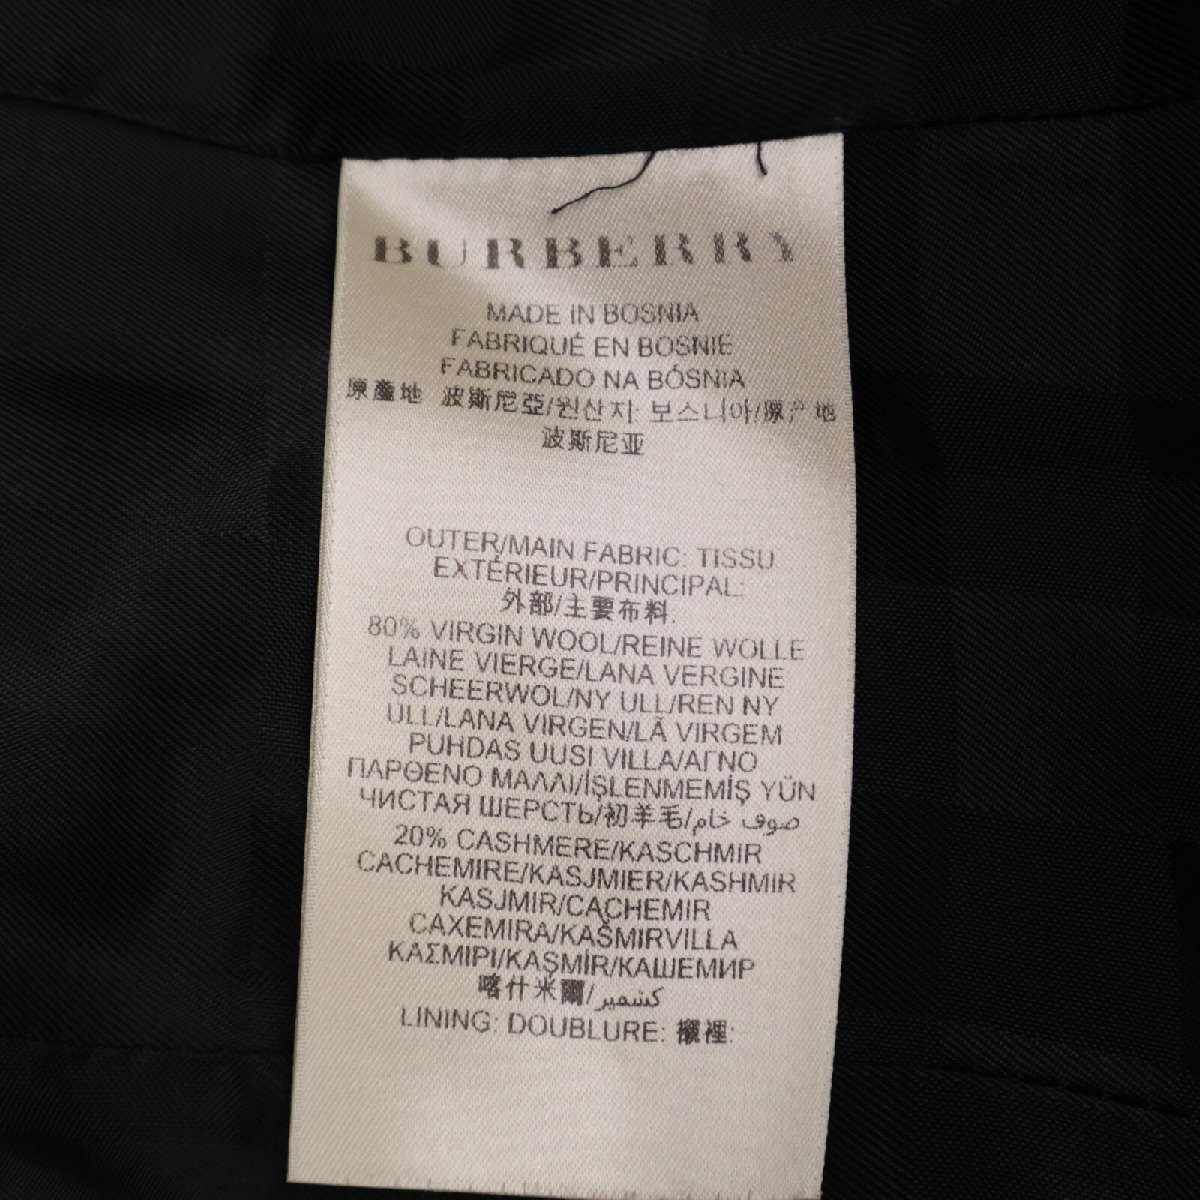 BURBERRY
MADE IN BOSNIA
FABRIQUÉ EN BOSNIE
FABRICADO NA BÓSNIA
原產地 波斯尼亞/원산지: 보스니아/原产地
波斯尼亚
OUTER/MAIN FABRIC: TISSU
EXTÉRIEUR/PRINCIPAL:
外部/主要布料:
80% VIRGIN WOOL/REINE WOLLE
LAINE VIERGE/LANA VERGINE
SCHEERWOL/NY ULL/REN NY
ULL/LANA VIRGEN/LÃ VIRGEM
PUHDAS UUSI VILLA/ΑΓΝΟ
ΠΑΡΘΕΝΟ ΜΑΛΛΙ/İŞLENMEMİŞ YÜN
ЧИСТАЯ ШЕРСТЬ/初羊毛/صوف خام
20% CASHMERE/KASCHMIR
CACHEMIRE/KASJMIER/KASHMIR
KASJMIR/CACHEMIR
CAXEMIRA/KAŠMIRVILLA
ΚΑΣΜΙΡΙ/KAŞMİR/КАШЕМИР
喀什米爾/كشمير
LINING: DOUBLURE: 襯裡: